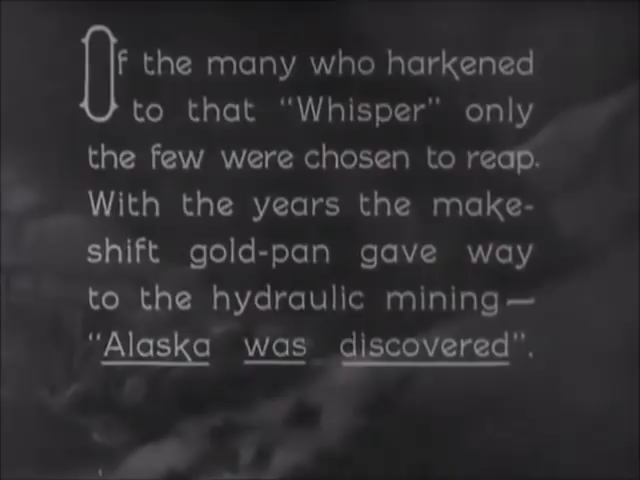 Of the many who harkened
to that "Whisper" only
the few were chosen to reap.
With the years the make-
shift gold-pan gave way
to the hydraulic mining—
"Alaska was discovered".